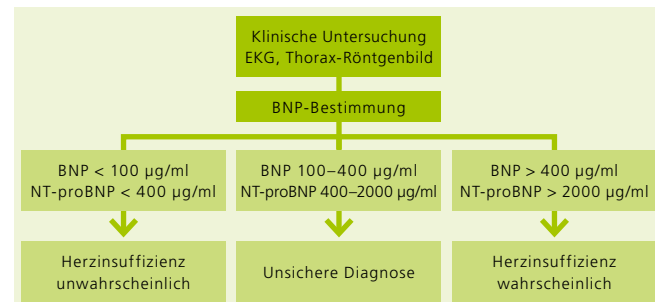 Klinische Untersuchung
EKG, Thorax-Röntgenbild
BNP-Bestimmung
BNP < 100 µg/ml
NT-proBNP < 400 µg/ml
BNP 100–400 µg/ml
NT-proBNP 400–2000 µg/ml
BNP > 400 µg/ml
NT-proBNP > 2000 µg/ml
Herzinsuffizienz
unwahrscheinlich
Unsichere Diagnose
Herzinsuffizienz
wahrscheinlich